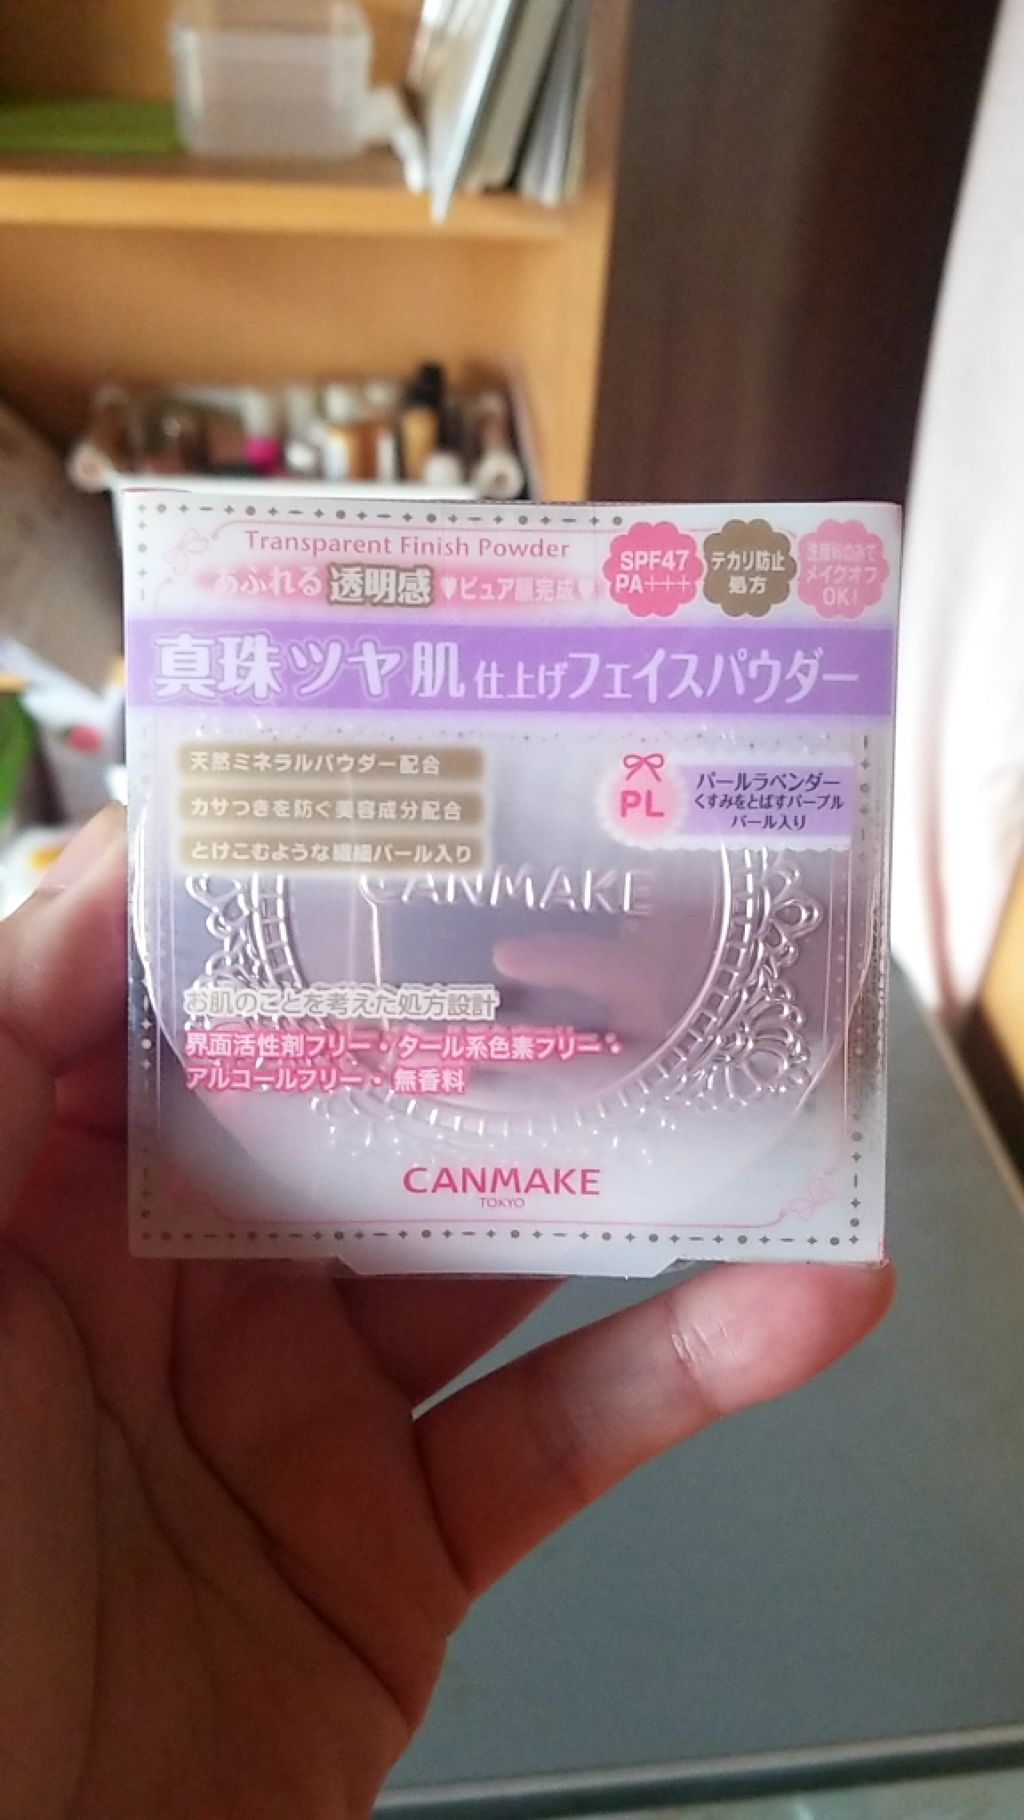 Transparent Finish Powder
あふれる透明感♥ピュア顔完成♥
SPF47
PA+++
テカリ防止
処方
洗顔料のみで
メイクオフ
OK!
真珠ツヤ肌仕上げフェイスパウダー
天然ミネラルパウダー配合
カサつきを防ぐ美容成分配合
とけこむような繊細パール入り
PL
パールラベンダー
くすみをとばすパープル
パール入り
CANMAKE
お肌のことを考えた処方設計
界面活性剤フリー・タール系色素フリー・
アルコールフリー・無香料
CANMAKE
TOKYO